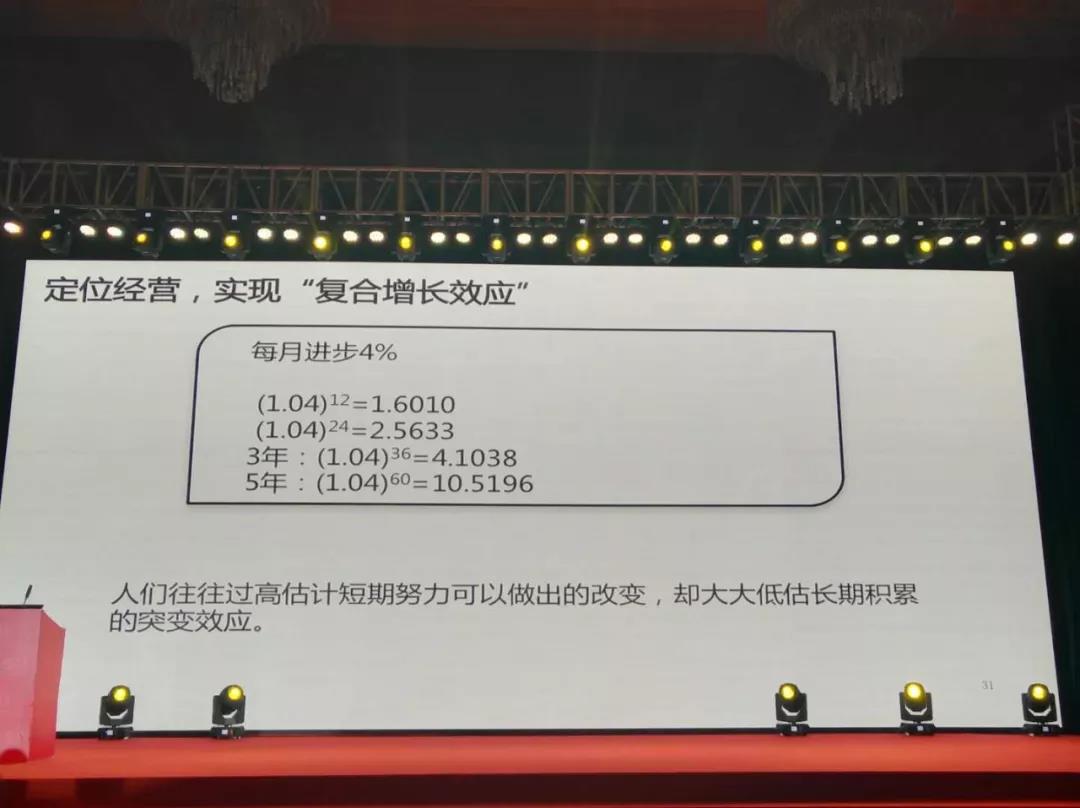 定位经营，实现“复合增长效应”
每月进步4%
(1.04)¹²=1.6010
(1.04)²⁴=2.5633
3年：(1.04)³⁶=4.1038
5年：(1.04)⁶⁰=10.5196
人们往往过高估计短期努力可以做出的改变，却大大低估长期积累
的突变效应。
31